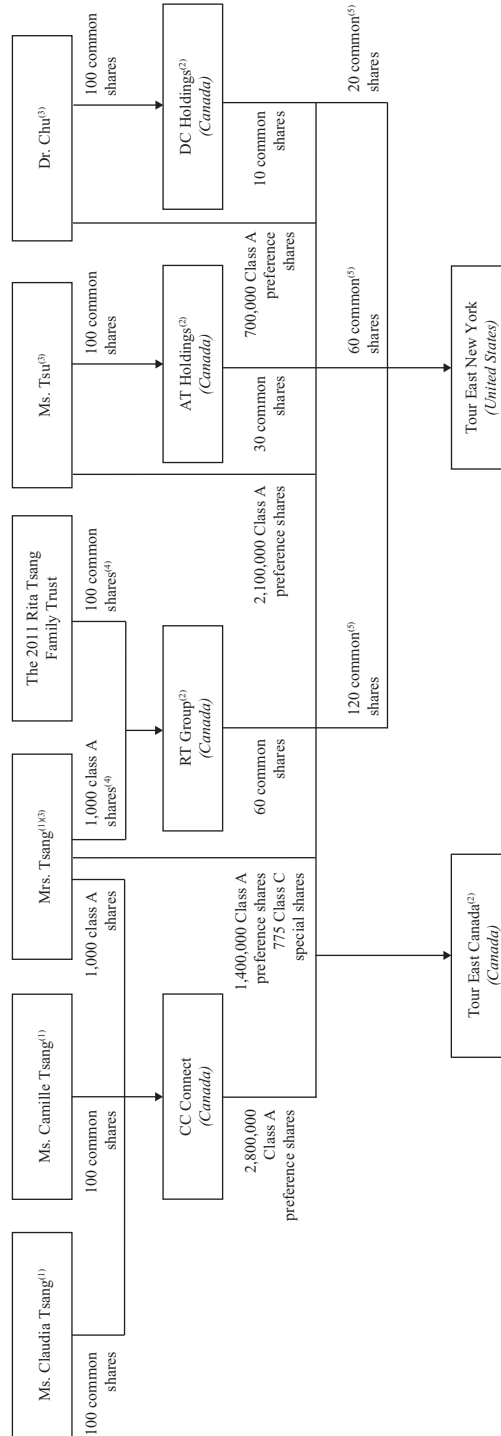 Ms. Claudia Tsang(1)
Ms. Camille Tsang(1)
Mrs. Tsang(1)(3)
The 2011 Rita Tsang
Family Trust
Ms. Tsu(3)
Dr. Chu(3)
100 common
shares
100 common
shares
1,000 class A
shares
1,000 class A
shares(4)
100 common
shares(4)
100 common
shares
100 common
shares
CC Connect
(Canada)
RT Group(2)
(Canada)
AT Holdings(2)
(Canada)
DC Holdings(2)
(Canada)
2,800,000
Class A
preference shares
1,400,000 Class A
preference shares
775 Class C
special shares
60 common
shares
2,100,000 Class A
preference shares
30 common
shares
700,000 Class A
preference
shares
10 common
shares
120 common(5)
shares
60 common(5)
shares
20 common(5)
shares
Tour East Canada(2)
(Canada)
Tour East New York
(United States)